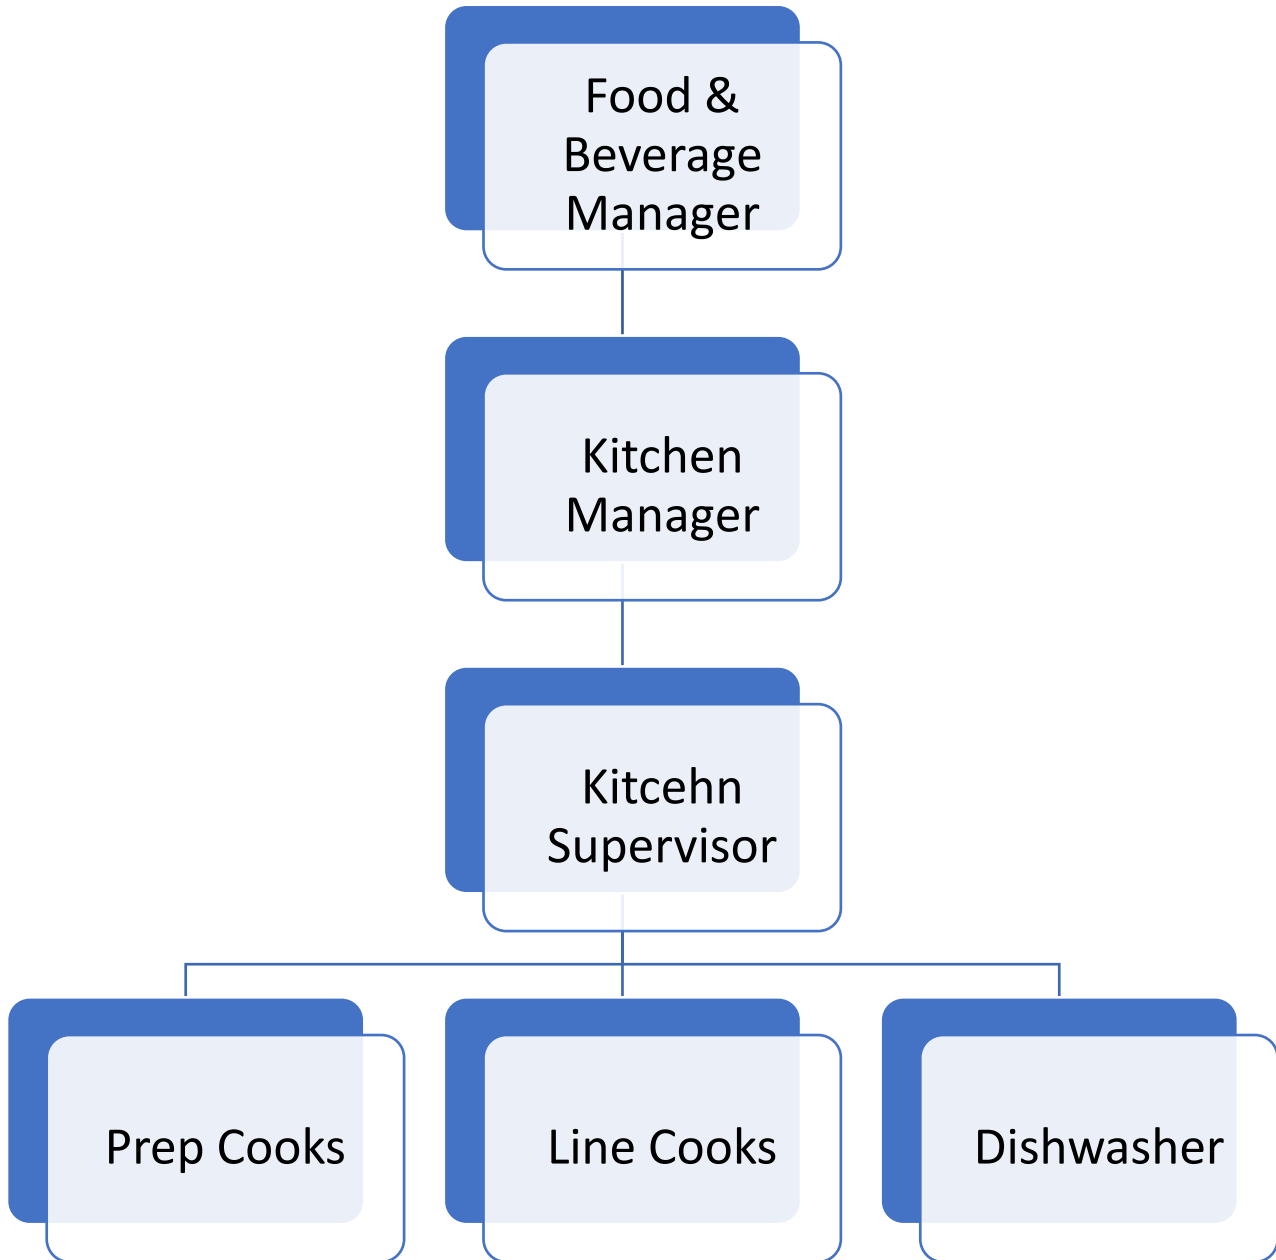 Food &
Beverage
Manager
Kitchen
Manager
Kitcehn
Supervisor
Prep Cooks
Line Cooks
Dishwasher